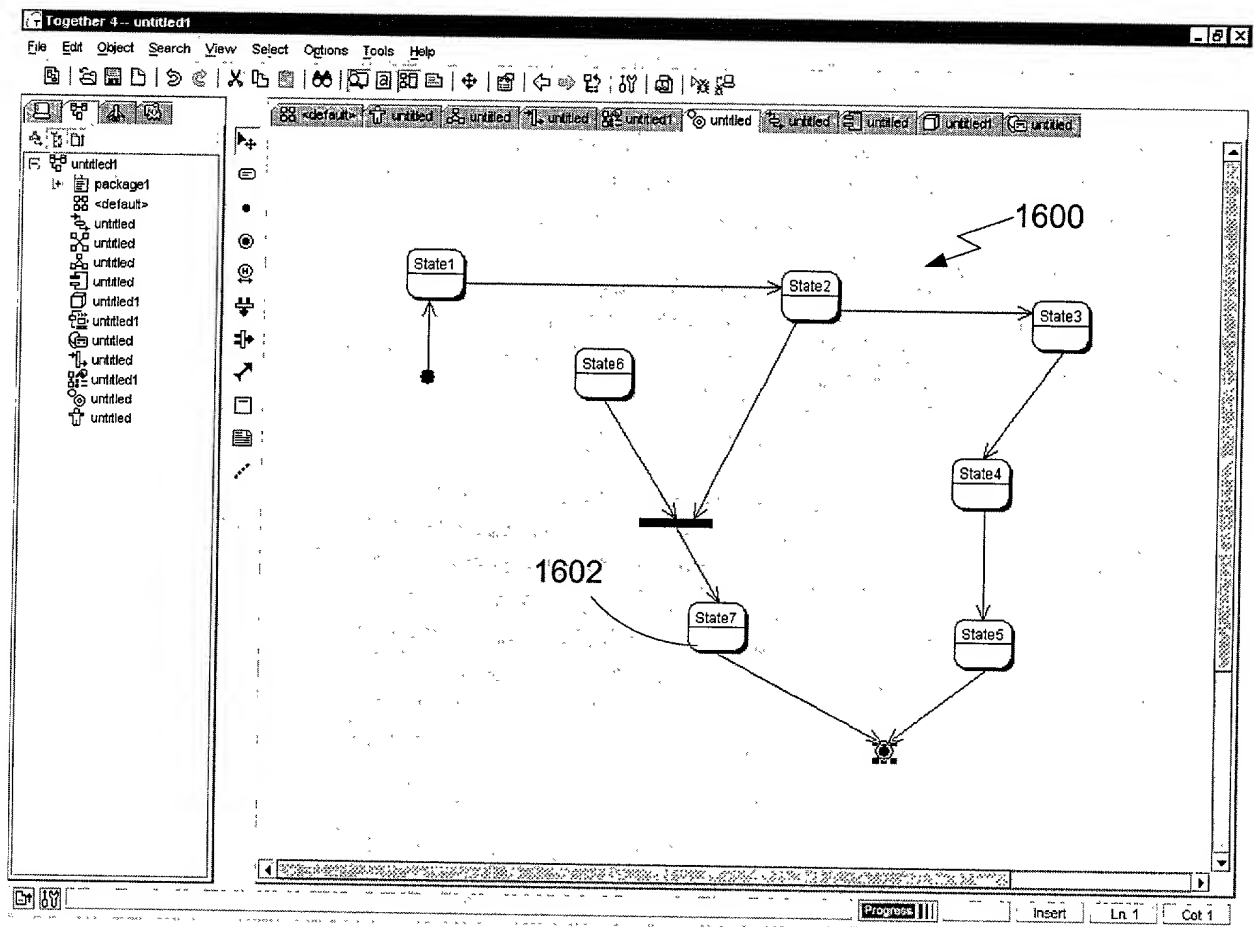 Together 4 -- untitled1
File Edit Object Search View Select Options Tools Help
<default> untitled untitled untitled untitled1 untitled untitled untitled untitled1 untitled
untitled1
package1
<default>
untitled
untitled
untitled
untitled
untitled1
untitled1
untitled
untitled
untitled1
untitled
untitled
1600
State1
State2
State3
State6
State4
1602
State7
State5
Progress
Insert Ln. 1 Col: 1